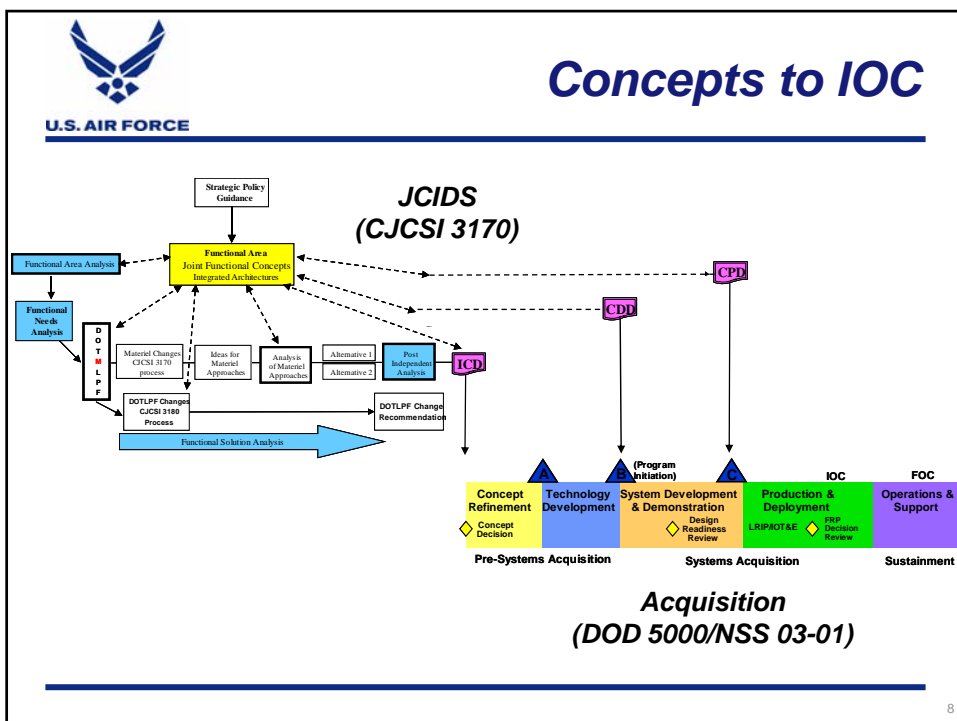 Concepts to IOC
U.S. AIR FORCE
JCIDS
(CJCSI 3170)
Strategic Policy
Guidance
Functional Area
Joint Functional Concepts
Integrated Architectures
Functional Area Analysis
Functional
Needs
Analysis
D
O
T
M
L
P
F
Materiel Changes
CJCSI 3170
process
Ideas for
Materiel
Approaches
Analysis
of Materiel
Approaches
Alternative 1
Alternative 2
Post
Independent
Analysis
ICD
CDD
CPD
DOTLPF Changes
CJCSI 3180
Process
DOTLPF Change
Recommendation
Functional Solution Analysis
A
B
(Program
Initiation)
C
IOC
FOC
Concept
Refinement
Technology
Development
System Development
& Demonstration
Production &
Deployment
Operations &
Support
Concept
Decision
Design
Readiness
Review
LRIP/IOT&E
FRP
Decision
Review
Pre-Systems Acquisition
Systems Acquisition
Sustainment
Acquisition
(DOD 5000/NSS 03-01)
8